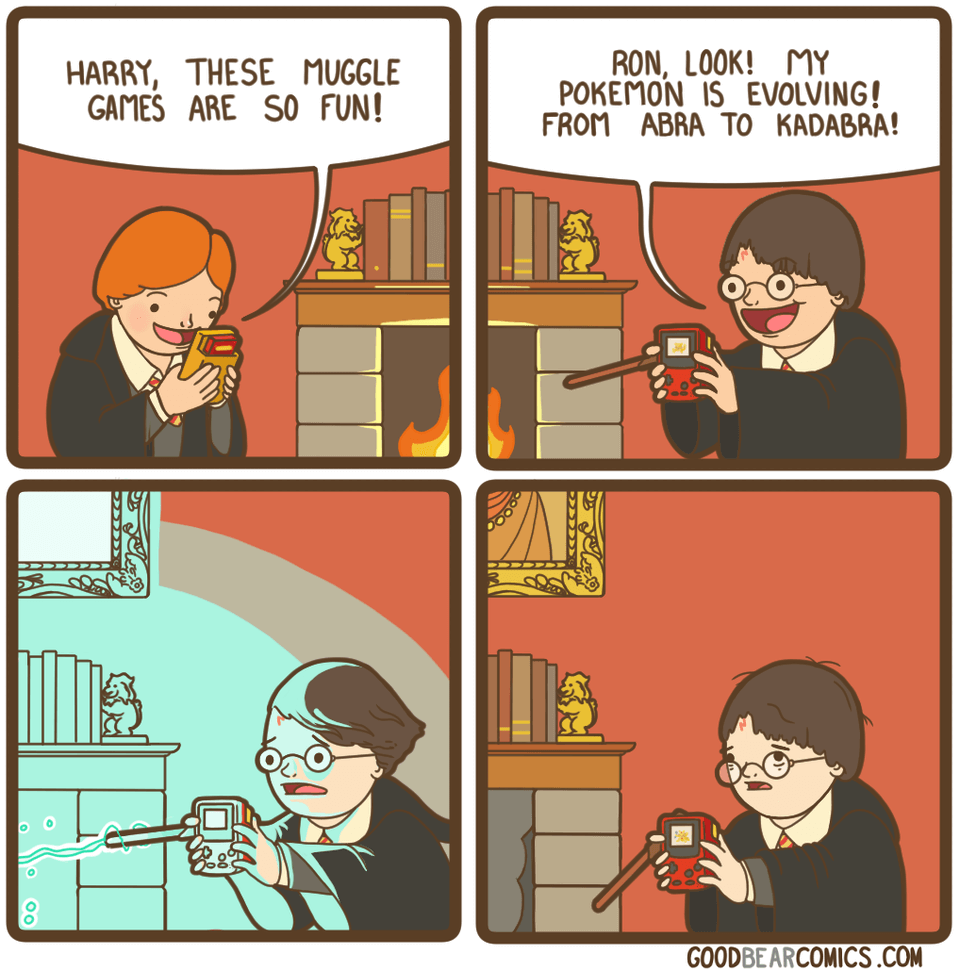 HARRY, THESE MUGGLE
GAMES ARE SO FUN!
RON, LOOK! MY
POKEMON IS EVOLVING!
FROM ABRA TO KADABRA!
GOODBEARCOMICS.COM